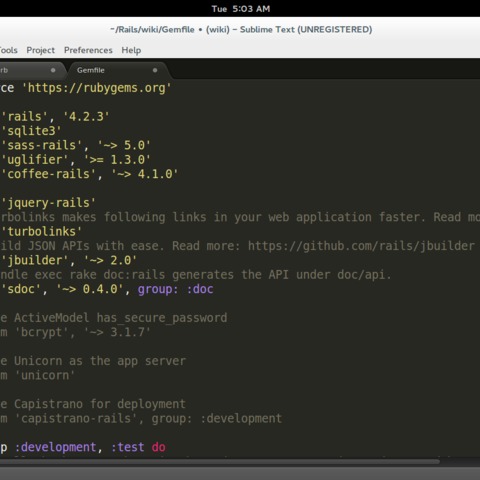 Tue 5:03 AM
~/Rails/wiki/Gemfile • (wiki) – Sublime Text (UNREGISTERED)
Tools Project Preferences Help
rb Gemfile
ce 'https://rubygems.org'
'rails', '4.2.3'
'sqlite3'
'sass-rails', '~> 5.0'
'uglifier', '>= 1.3.0'
'coffee-rails', '~> 4.1.0'
'jquery-rails'
rbolinks makes following links in your web application faster. Read mo
'turbolinks'
ild JSON APIs with ease. Read more: https://github.com/rails/jbuilder
'jbuilder', '~> 2.0'
ndle exec rake doc:rails generates the API under doc/api.
'sdoc', '~> 0.4.0', group: :doc
e ActiveModel has_secure_password
m 'bcrypt', '~> 3.1.7'
e Unicorn as the app server
m 'unicorn'
e Capistrano for deployment
m 'capistrano-rails', group: :development
p :development, :test do